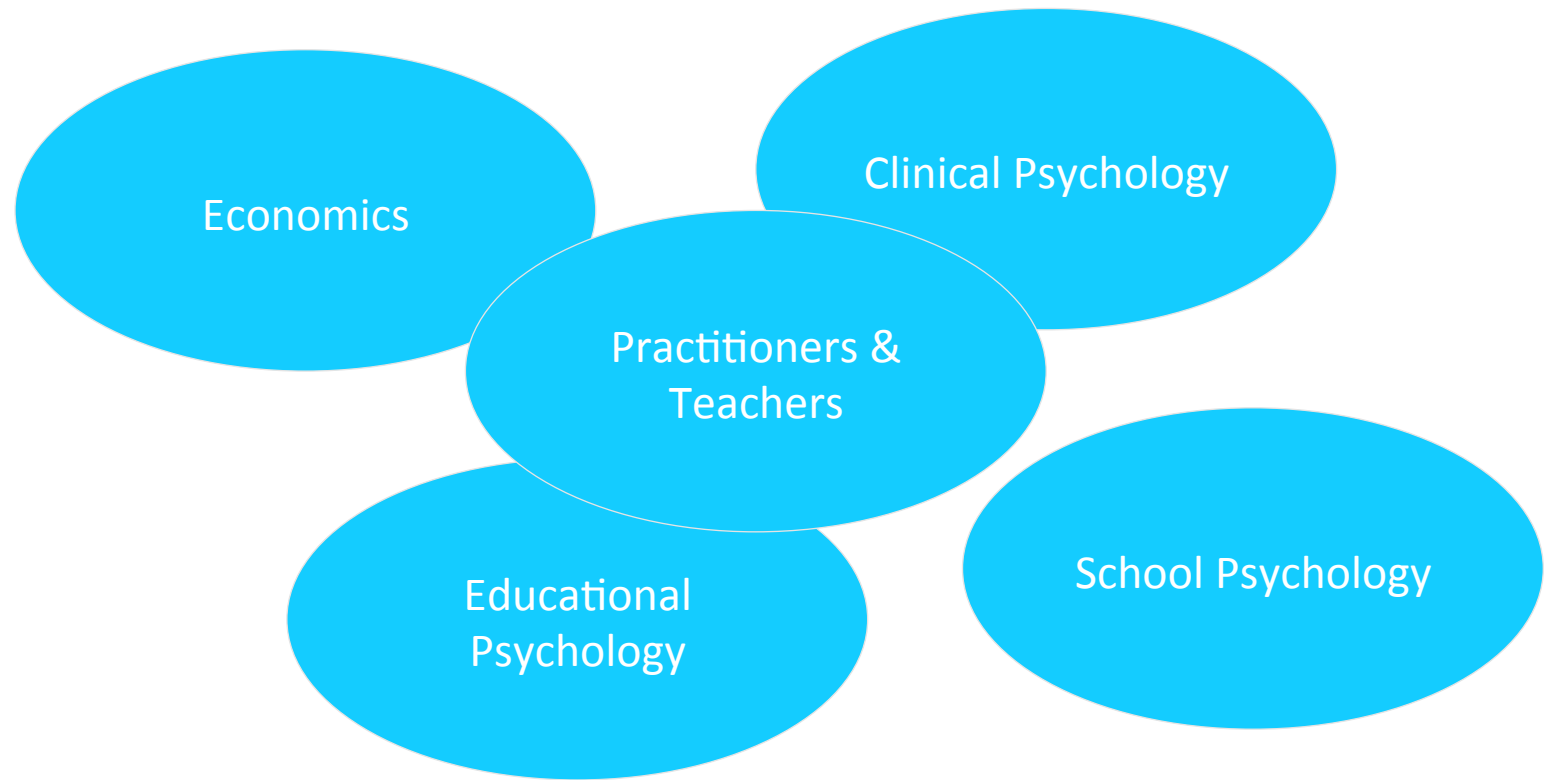 Economics
Clinical Psychology
Practitioners &
Teachers
Educational
Psychology
School Psychology